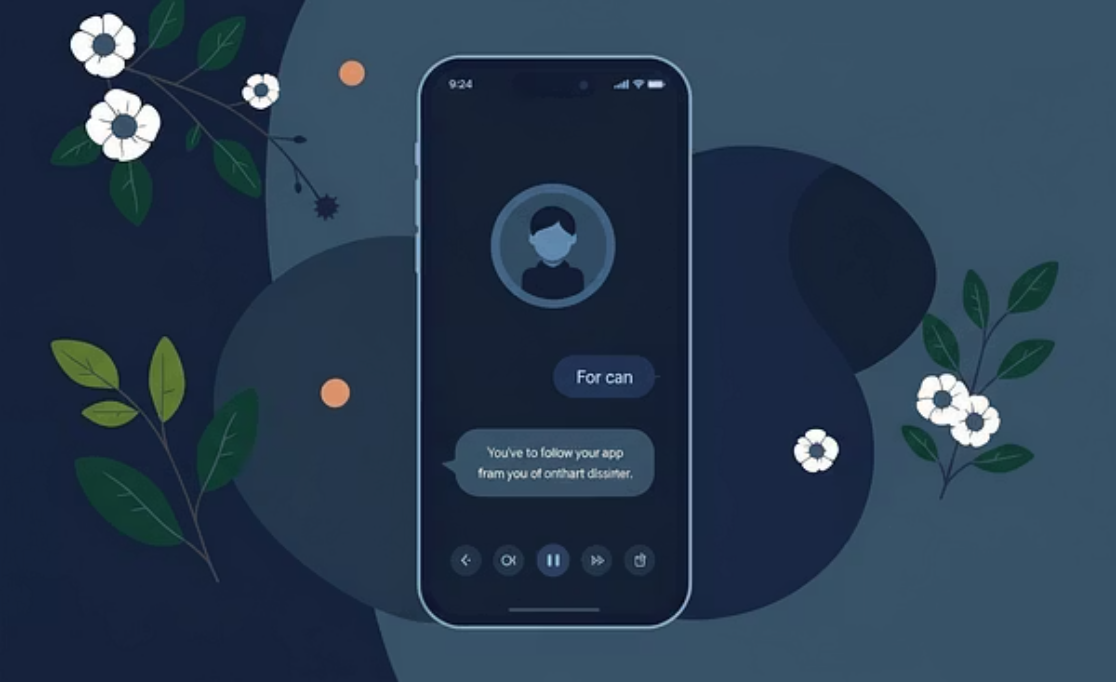 9:24
For can
You've to follow your app
fram you of onthart dissimer.